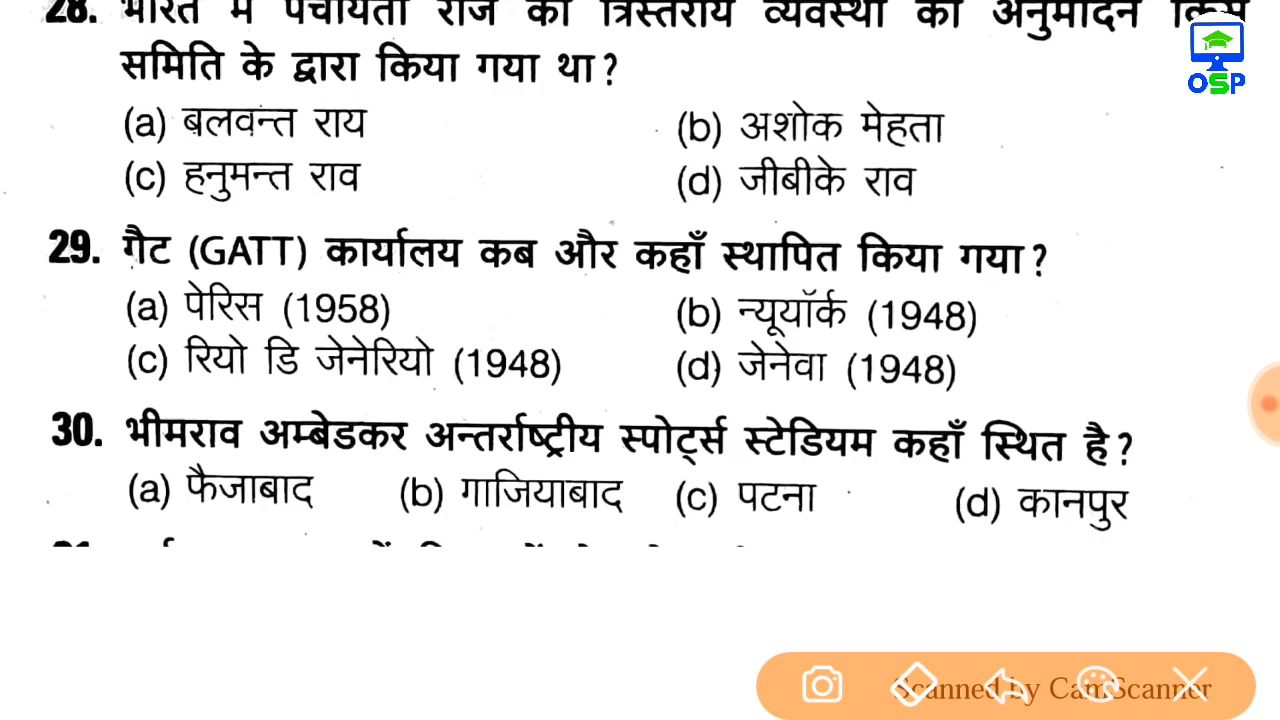 28. भारत में पंचायती राज की त्रिस्तरीय व्यवस्था का अनुमोदन किस
समिति के द्वारा किया गया था?
(a) बलवन्त राय (b) अशोक मेहता
(c) हनुमन्त राव (d) जीबीके राव
29. गैट (GATT) कार्यालय कब और कहाँ स्थापित किया गया?
(a) पेरिस (1958) (b) न्यूयॉर्क (1948)
(c) रियो डि जेनेरियो (1948) (d) जेनेवा (1948)
30. भीमराव अम्बेडकर अन्तर्राष्ट्रीय स्पोर्ट्स स्टेडियम कहाँ स्थित है?
(a) फैजाबाद (b) गाजियाबाद (c) पटना (d) कानपुर
OSP
Scanned by CamScanner